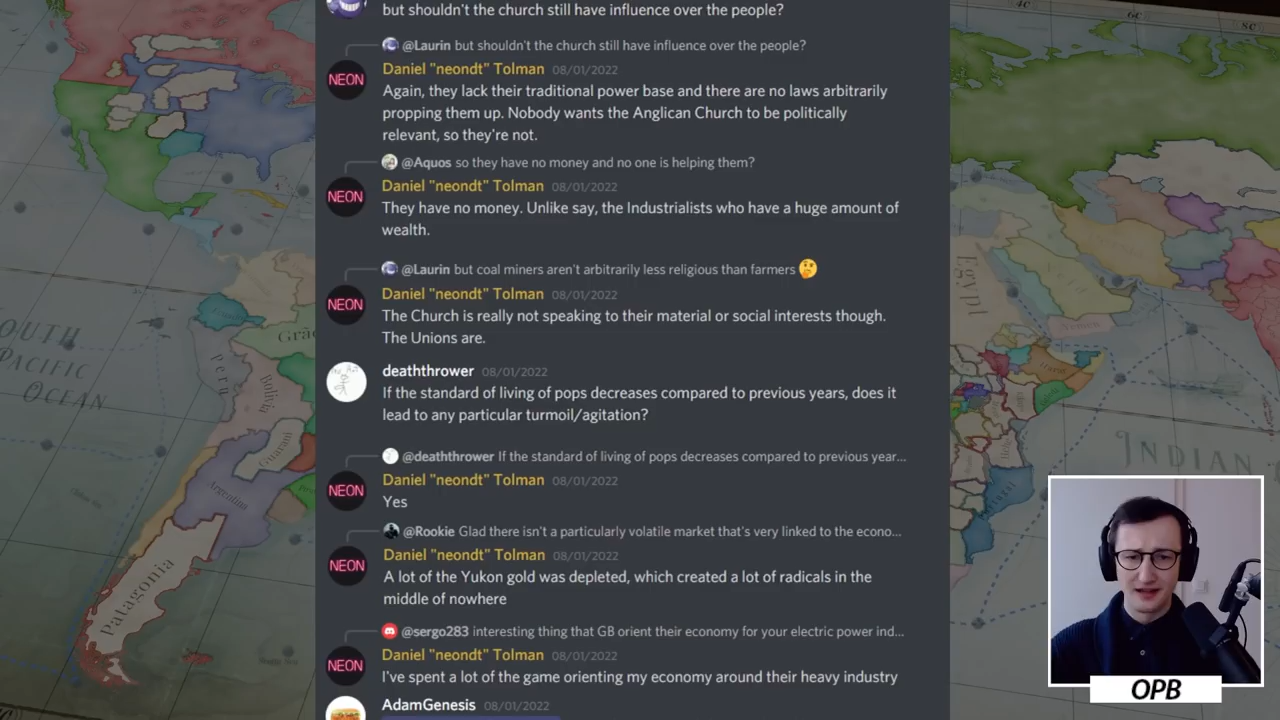 but shouldn't the church still have influence over the people?
@Laurin but shouldn't the church still have influence over the people?
NEON
Daniel "neondt" Tolman 08/01/2022
Again, they lack their traditional power base and there are no laws arbitrarily
propping them up. Nobody wants the Anglican Church to be politically
relevant, so they're not.
@Aquos so they have no money and no one is helping them?
NEON
Daniel "neondt" Tolman 08/01/2022
They have no money. Unlike say, the Industrialists who have a huge amount of
wealth.
@Laurin but coal miners aren't arbitrarily less religious than farmers 🤔
NEON
Daniel "neondt" Tolman 08/01/2022
The Church is really not speaking to their material or social interests though.
The Unions are.
deaththrower 08/01/2022
If the standard of living of pops decreases compared to previous years, does it
lead to any particular turmoil/agitation?
@deaththrower If the standard of living of pops decreases compared to previous year...
NEON
Daniel "neondt" Tolman 08/01/2022
Yes
@Rookie Glad there isn't a particularly volatile market that's very linked to the econo...
NEON
Daniel "neondt" Tolman 08/01/2022
A lot of the Yukon gold was depleted, which created a lot of radicals in the
middle of nowhere
@sergo283 interesting thing that GB orient their economy for your electric power ind...
NEON
Daniel "neondt" Tolman 08/01/2022
I've spent a lot of the game orienting my economy around their heavy industry
AdamGenesis 08/01/2022
SOUTH
PACIFIC
OCEAN
Peru
Bolivia
Guaraní
Argentina
Patagonia
Egypt
INDIAN
OPB